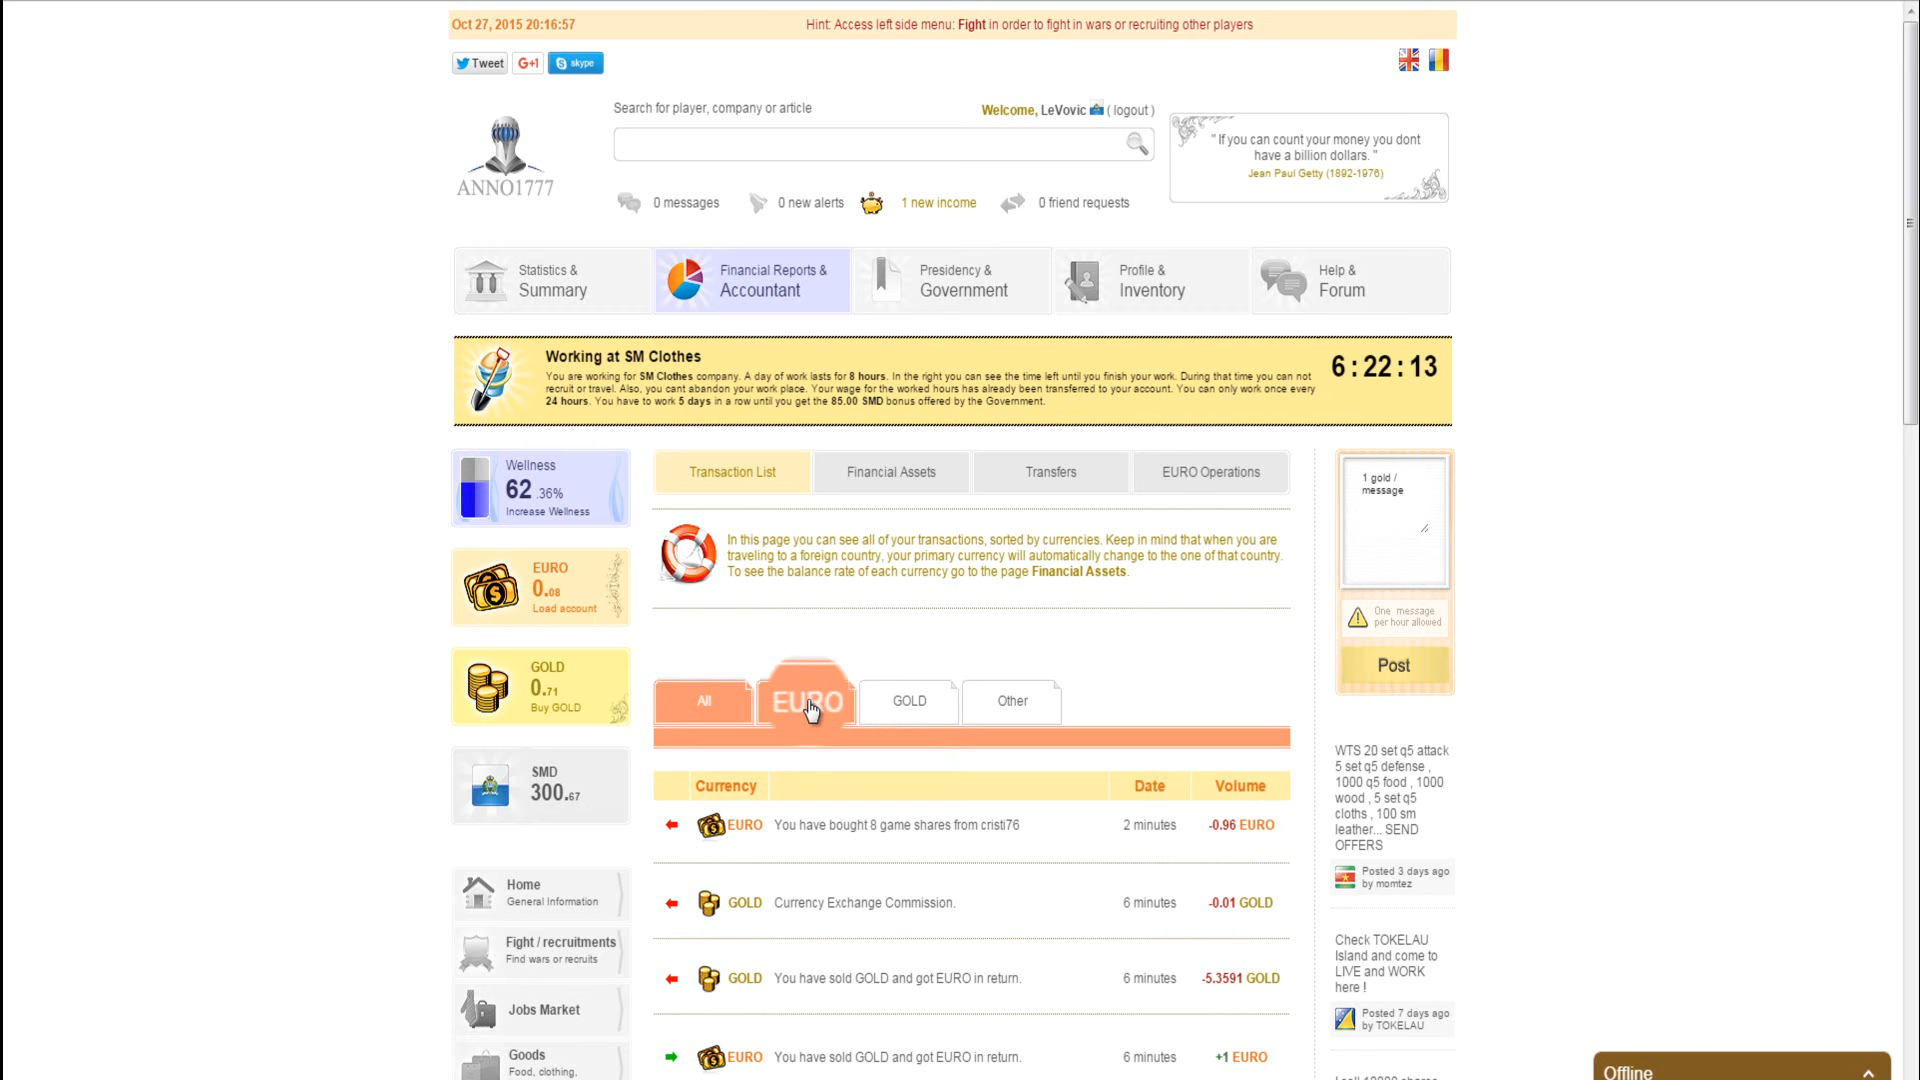 Oct 27, 2015 20:16:57
Hint: Access left side menu: Fight in order to fight in wars or recruiting other players
Tweet
G+1
skype
Search for player, company or article
Welcome, LeVovic ( logout )
ANNO1777
" If you can count your money you dont
have a billion dollars. "
Jean Paul Getty (1892-1976)
0 messages
0 new alerts
1 new income
0 friend requests
Statistics &
Summary
Financial Reports &
Accountant
Presidency &
Government
Profile &
Inventory
Help &
Forum
Working at SM Clothes
You are working for SM Clothes company. A day of work lasts for 8 hours. In the right you can see the time left until you finish your work. During that time you can not
recruit or travel. Also, you cant abandon your work place. Your wage for the worked hours has already been transferred to your account. You can only work once every
24 hours. You have to work 5 days in a row until you get the 85.00 SMD bonus offered by the Government.
6:22:13
Wellness
62 .36%
Increase Wellness
EURO
0.08
Load account
GOLD
0.71
Buy GOLD
SMD
300.67
Home
General Information
Fight / recruitments
Find wars or recruits
Jobs Market
Goods
Food, clothing,
Transaction List
Financial Assets
Transfers
EURO Operations
In this page you can see all of your transactions, sorted by currencies. Keep in mind that when you are
traveling to a foreign country, your primary currency will automatically change to the one of that country.
To see the balance rate of each currency go to the page Financial Assets.
All
EURO
GOLD
Other
Currency Date Volume
EURO You have bought 8 game shares from cristi76 2 minutes -0.96 EURO
GOLD Currency Exchange Commission. 6 minutes -0.01 GOLD
GOLD You have sold GOLD and got EURO in return. 6 minutes -5.3591 GOLD
EURO You have sold GOLD and got EURO in return. 6 minutes +1 EURO
1 gold /
message
One message
per hour allowed
Post
WTS 20 set q5 attack
5 set q5 defense ,
1000 q5 food , 1000
wood , 5 set q5
cloths , 100 sm
leather... SEND
OFFERS
Posted 3 days ago
by momtez
Check TOKELAU
Island and come to
LIVE and WORK
here !
Posted 7 days ago
by TOKELAU
Offline